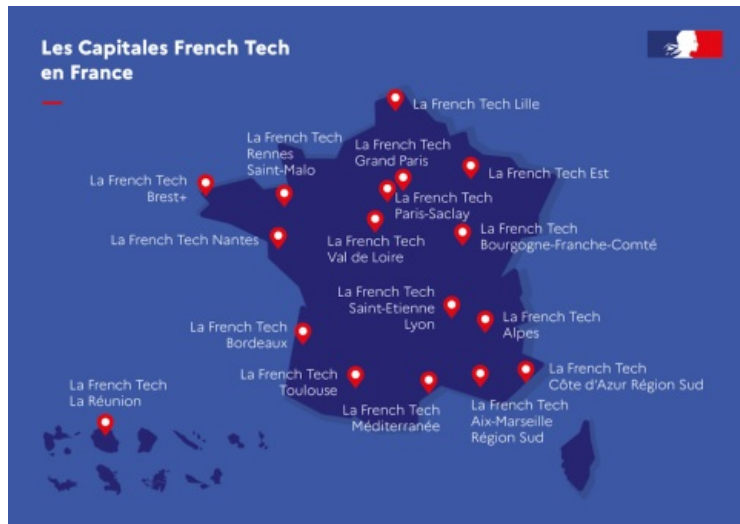 Les Capitales French Tech
en France
La French Tech Lille
La French Tech
Rennes
Saint-Malo
La French Tech
Grand Paris
La French Tech Est
La French Tech
Brest+
La French Tech
Paris-Saclay
La French Tech Nantes
La French Tech
Val de Loire
La French Tech
Bourgogne-Franche-Comté
La French Tech
Saint-Etienne
Lyon
La French Tech
Alpes
La French Tech
Bordeaux
La French Tech
Toulouse
La French Tech
Côte d'Azur Région Sud
La French Tech
La Réunion
La French Tech
Méditerranée
La French Tech
Aix-Marseille
Région Sud